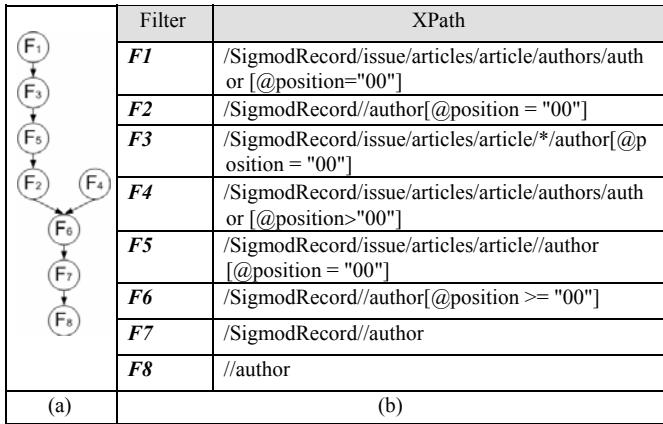 Filter XPath
F1 /SigmodRecord/issue/articles/article/authors/auth
or [@position="00"]
F2 /SigmodRecord//author[@position = "00"]
F3 /SigmodRecord/issue/articles/article/*/author[@p
osition = "00"]
F4 /SigmodRecord/issue/articles/article/authors/auth
or [@position>"00"]
F5 /SigmodRecord/issue/articles/article//author
[@position = "00"]
F6 /SigmodRecord//author[@position >= "00"]
F7 /SigmodRecord//author
F8 //author
F1
F3
F5
F2 F4
F6
F7
F8
(a) (b)